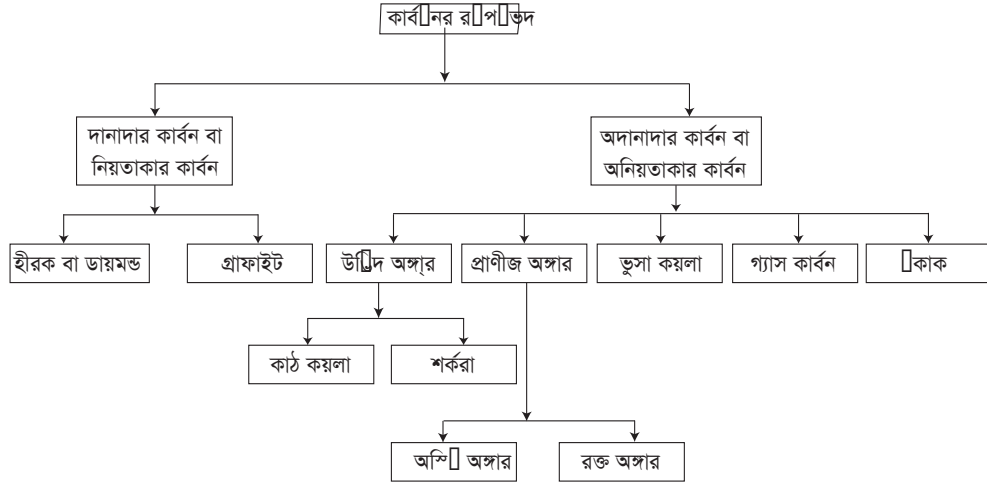 দানাদার কার্বন বা
নিয়তাকার কার্বন
অদানাদার কার্বন বা
অনিয়তাকার কার্বন
হীরক বা ডায়মন্ড
গ্রাফাইট
অঙ্গার
প্রাণীজ অঙ্গার
ভুসা কয়লা
গ্যাস কার্বন
কাঠ কয়লা
শর্করা
অঙ্গার
রক্ত অঙ্গার